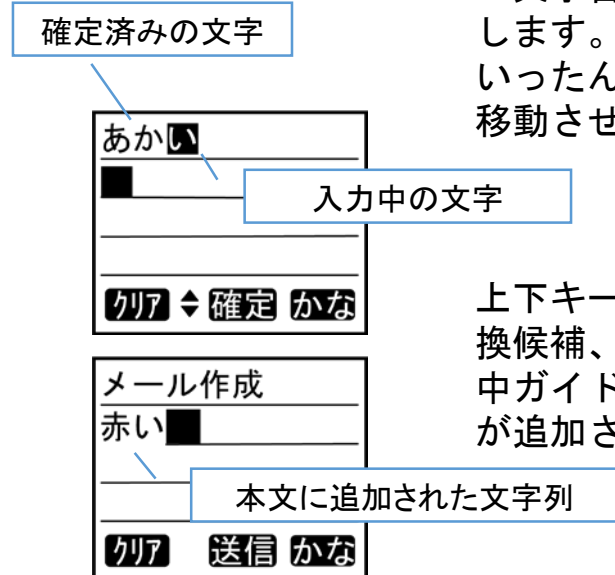 確定済みの文字
します。
いったん
移動させ
あかい
入力中の文字
クリア 確定 かな
上下キー
換候補、
中ガイド
が追加さ
メール作成
赤い
本文に追加された文字列
クリア 送信 かな